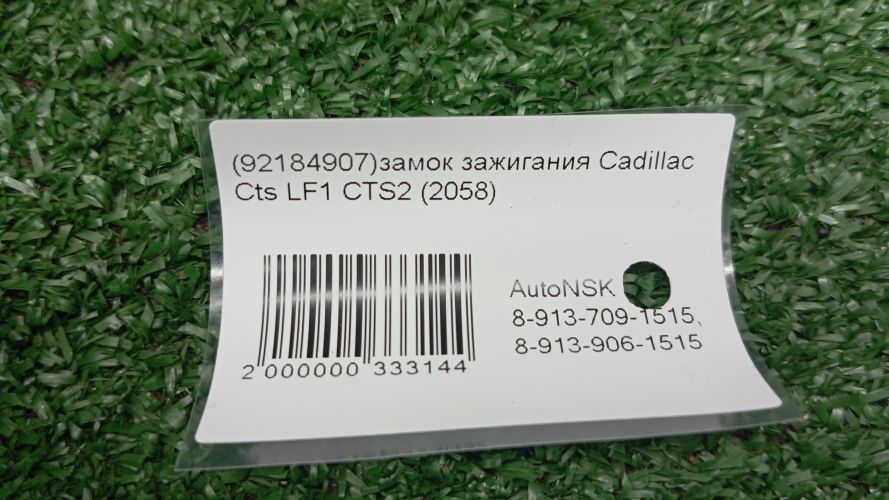 (92184907)замок зажигания Cadillac
Cts LF1 CTS2 (2058)
2 000000 333144
AutoNSK
8-913-709-1515,
8-913-906-1515